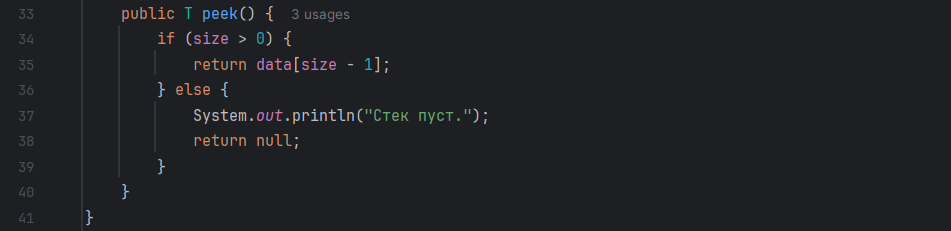 33 public T peek() { 3 usages
34 if (size > 0) {
35 return data[size - 1];
36 } else {
37 System.out.println("Стек пуст.");
38 return null;
39 }
40 }
41 }